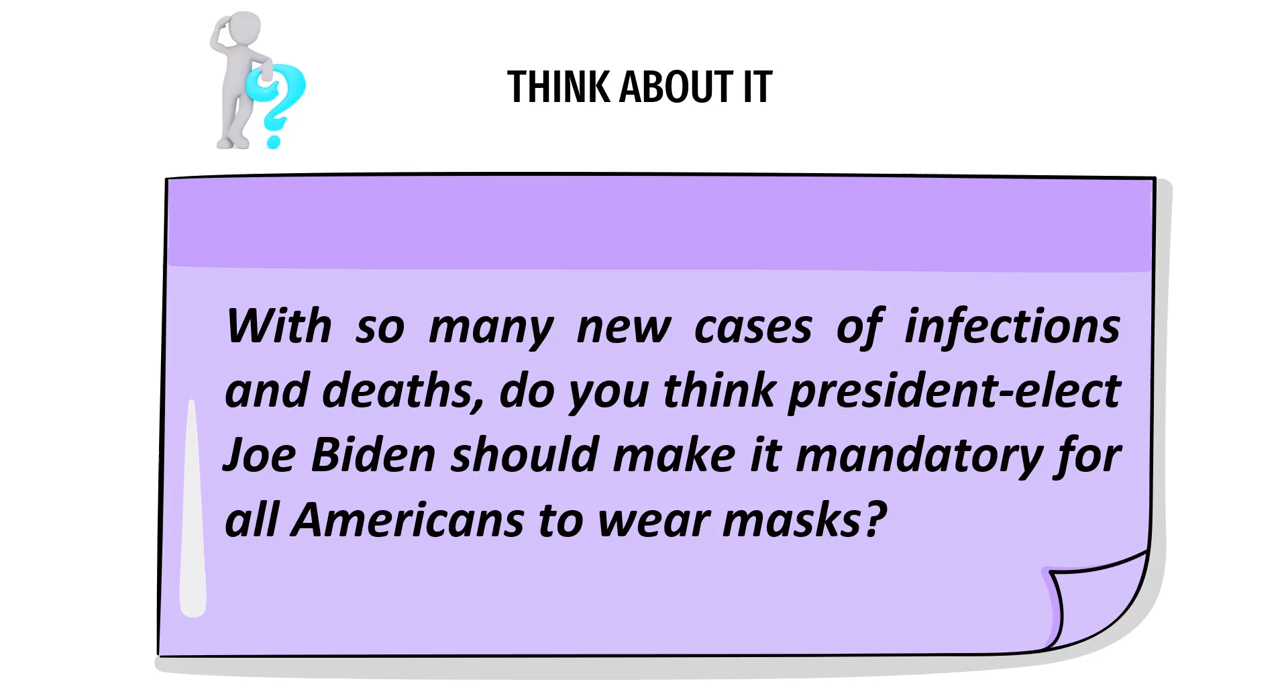 THINK ABOUT IT
With so many new cases of infections
and deaths, do you think president-elect
Joe Biden should make it mandatory for
all Americans to wear masks?